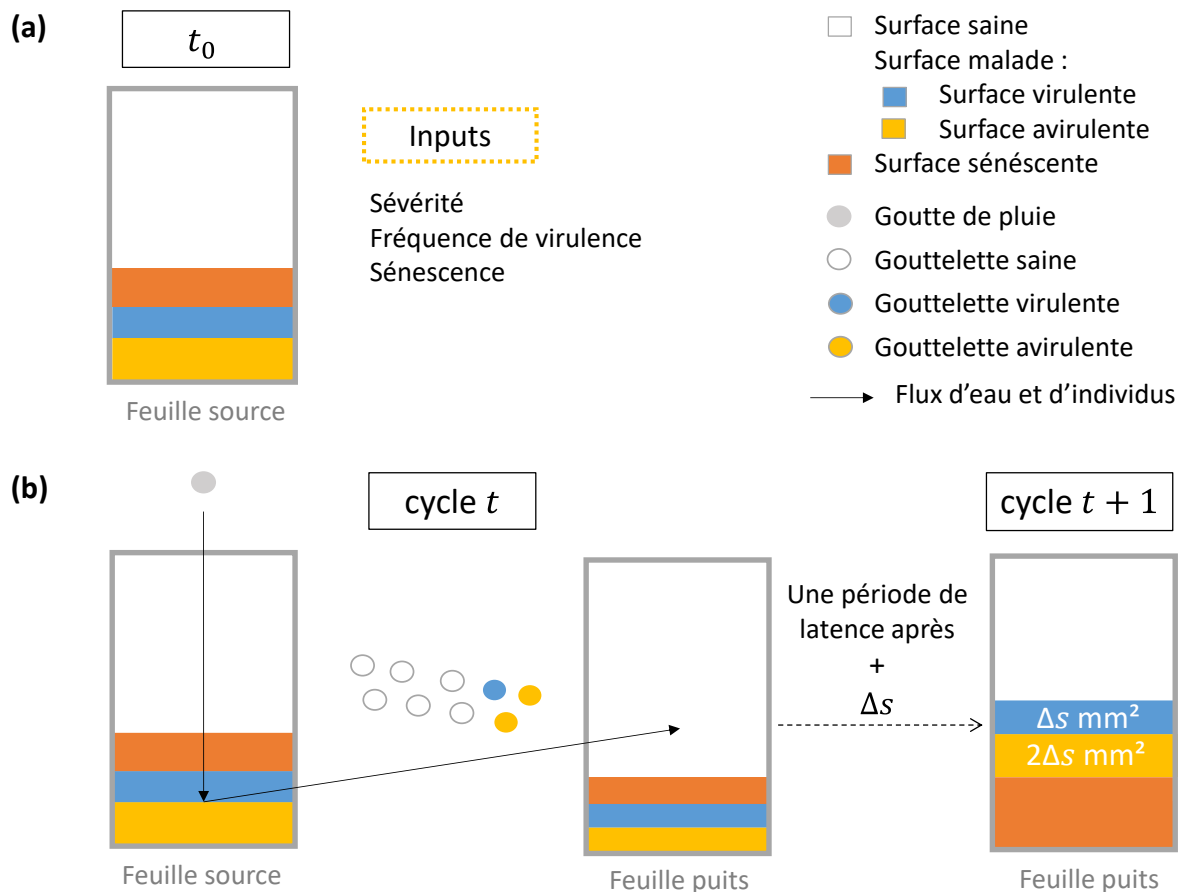 (a)
t₀
Feuille source
Inputs
Sévérité
Fréquence de virulence
Sénescence
Surface saine
Surface malade :
Surface virulente
Surface avirulente
Surface sénéscente
Goutte de pluie
Gouttelette saine
Gouttelette virulente
Gouttelette avirulente
Flux d'eau et d'individus
(b)
cycle t
cycle t + 1
Une période de
latence après
+
Δs
Δs mm²
2Δs mm²
Feuille source
Feuille puits
Feuille puits